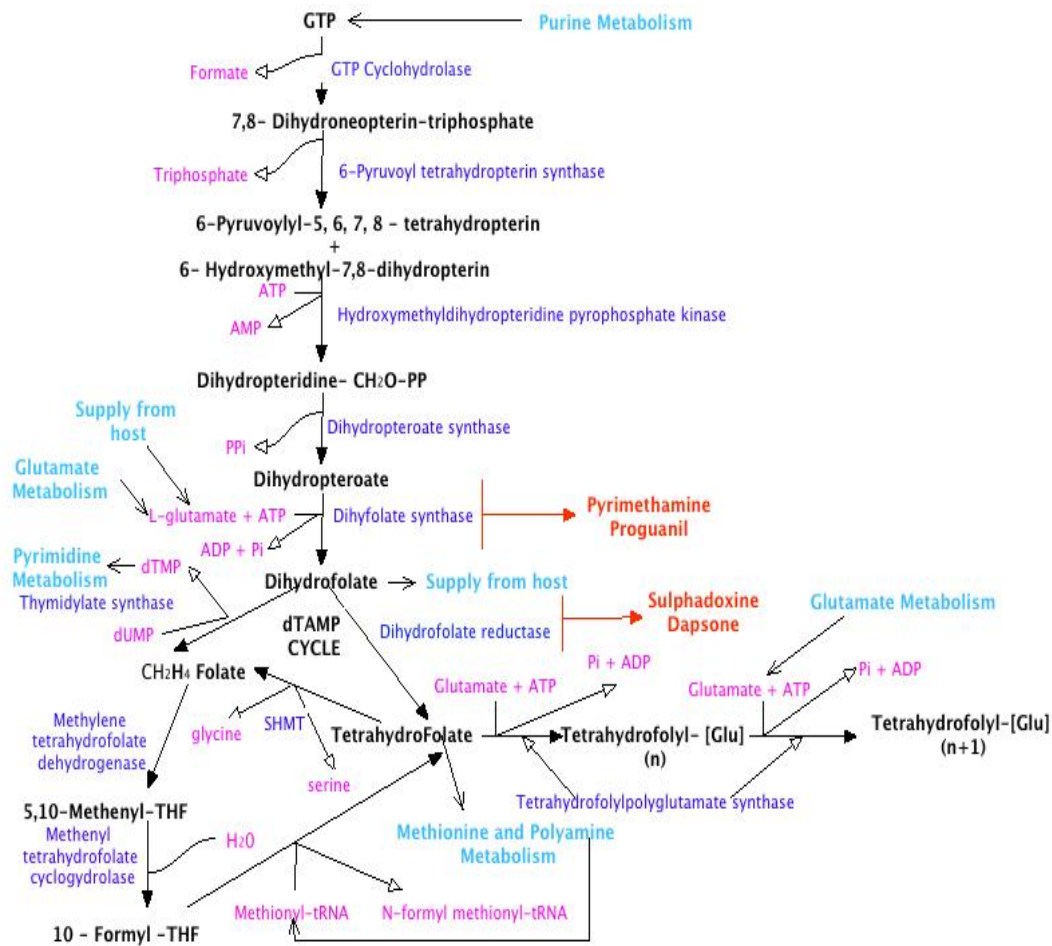 GTP
Purine Metabolism
Formate
GTP Cyclohydrolase
7,8- Dihydroneopterin-triphosphate
Triphosphate
6-Pyruvoyl tetrahydropterin synthase
6-Pyruvoylyl-5, 6, 7, 8 - tetrahydropterin
+
6- Hydroxymethyl-7,8-dihydropterin
ATP
AMP
Hydroxymethyldihydropteridine pyrophosphate kinase
Dihydropteridine- CH2O-PP
Supply from
host
PPi
Dihydropteroate synthase
Glutamate
Metabolism
Dihydropteroate
L-glutamate + ATP
Dihyfolate synthase
Pyrimethamine
Proguanil
ADP + Pi
Pyrimidine
Metabolism
dTMP
Dihydrofolate
Supply from host
Thymidylate synthase
dUMP
dTAMP
CYCLE
Dihydrofolate reductase
Sulphadoxine
Dapsone
Glutamate Metabolism
CH2H4 Folate
Pi + ADP
Glutamate + ATP
Pi + ADP
Glutamate + ATP
Methylene
tetrahydrofolate
dehydrogenase
glycine
SHMT
serine
TetrahydroFolate
Tetrahydrofolyl- [Glu]
(n)
Tetrahydrofolyl-[Glu]
(n+1)
Tetrahydrofolylpolyglutamate synthase
5,10-Methenyl-THF
Methenyl
tetrahydrofolate
cyclogydrolase
H2O
Methionine and Polyamine
Metabolism
10 - Formyl -THF
Methionyl-tRNA
N-formyl methionyl-tRNA